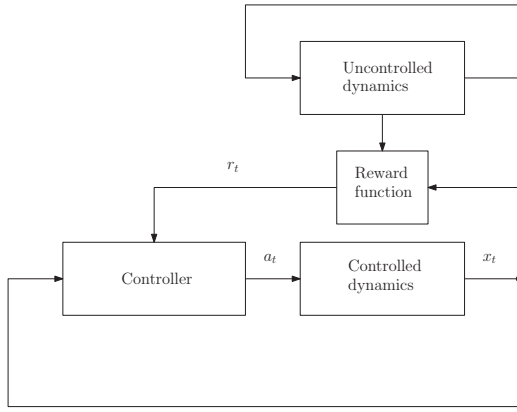 Uncontrolled
dynamics
Reward
function
r_t
Controller
a_t
Controlled
dynamics
x_t